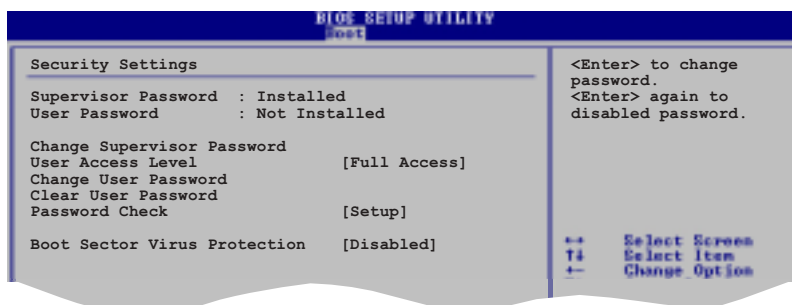 BIOS SETUP UTILITY
Boot
Security Settings
Supervisor Password : Installed
User Password : Not Installed
Change Supervisor Password
User Access Level [Full Access]
Change User Password
Clear User Password
Password Check [Setup]
Boot Sector Virus Protection [Disabled]
<Enter> to change
password.
<Enter> again to
disabled password.
←→ Select Screen
↑↓ Select Item
+- Change Option